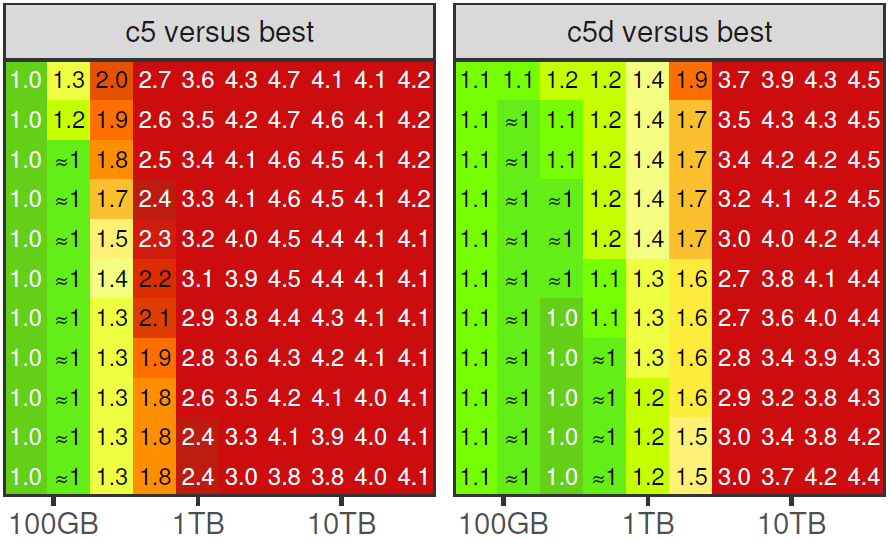 c5 versus best
1.0 1.3 2.0 2.7 3.6 4.3 4.7 4.1 4.1 4.2
1.0 1.2 1.9 2.6 3.5 4.2 4.7 4.6 4.1 4.2
1.0 ≈1 1.8 2.5 3.4 4.1 4.6 4.5 4.1 4.2
1.0 ≈1 1.7 2.4 3.3 4.1 4.6 4.5 4.1 4.2
1.0 ≈1 1.5 2.3 3.2 4.0 4.5 4.4 4.1 4.1
1.0 ≈1 1.4 2.2 3.1 3.9 4.5 4.4 4.1 4.1
1.0 ≈1 1.3 2.1 2.9 3.8 4.4 4.3 4.1 4.1
1.0 ≈1 1.3 1.9 2.8 3.6 4.3 4.2 4.1 4.1
1.0 ≈1 1.3 1.8 2.6 3.5 4.2 4.1 4.0 4.1
1.0 ≈1 1.3 1.8 2.4 3.3 4.1 3.9 4.0 4.1
1.0 ≈1 1.3 1.8 2.4 3.0 3.8 3.8 4.0 4.1
100GB 1TB 10TB
c5d versus best
1.1 1.1 1.2 1.2 1.4 1.9 3.7 3.9 4.3 4.5
1.1 ≈1 1.1 1.2 1.4 1.7 3.5 4.3 4.3 4.5
1.1 ≈1 1.1 1.2 1.4 1.7 3.4 4.2 4.2 4.5
1.1 ≈1 ≈1 1.2 1.4 1.7 3.2 4.1 4.2 4.5
1.1 ≈1 ≈1 1.2 1.4 1.7 3.0 4.0 4.2 4.4
1.1 ≈1 ≈1 1.1 1.3 1.6 2.7 3.8 4.1 4.4
1.1 ≈1 1.0 1.1 1.3 1.6 2.7 3.6 4.0 4.4
1.1 ≈1 1.0 ≈1 1.3 1.6 2.8 3.4 3.9 4.3
1.1 ≈1 1.0 ≈1 1.2 1.6 2.9 3.2 3.8 4.3
1.1 ≈1 1.0 ≈1 1.2 1.5 3.0 3.4 3.8 4.2
1.1 ≈1 1.0 ≈1 1.2 1.5 3.0 3.7 4.2 4.4
100GB 1TB 10TB